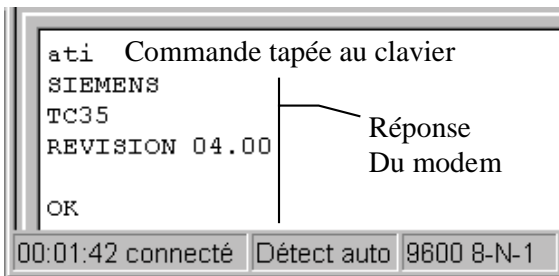 ati Commande tapée au clavier
SIEMENS
TC35
REVISION 04.00
Réponse
Du modem
OK
00:01:42 connecté Détect auto 9600 8-N-1